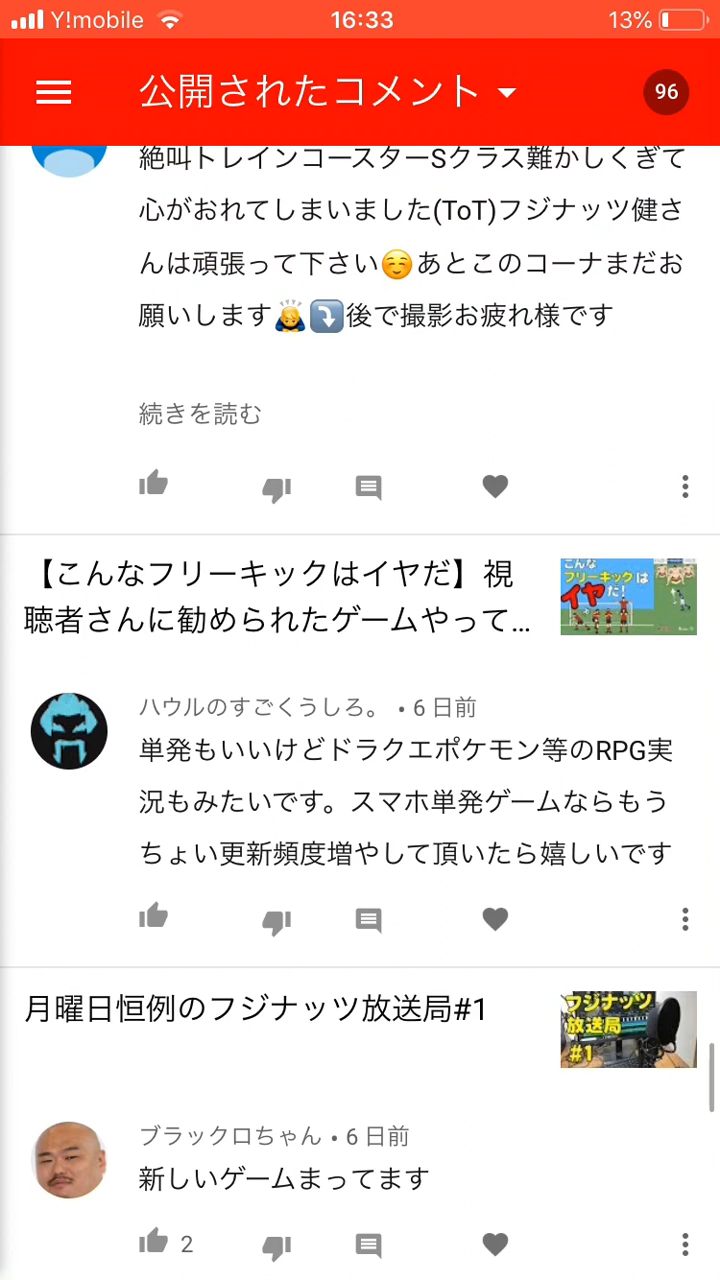 Y!mobile 16:33 13%
公開されたコメント 96
絶叫トレインコースターSクラス難かしくぎて
心がおれてしまいました(ToT)フジナッツ健さ
んは頑張って下さい☺️あとこのコーナまだお
願いします🙇⤵️後で撮影お疲れ様です
続きを読む
【こんなフリーキックはイヤだ】視
聴者さんに勧められたゲームやって...
こんな
フリーキックは
イヤだ!
ハウルのすごくうしろ。 • 6 日前
単発もいいけどドラクエポケモン等のRPG実
況もみたいです。スマホ単発ゲームならもう
ちょい更新頻度増やして頂いたら嬉しいです
月曜日恒例のフジナッツ放送局#1
フジナッツ
放送局
#1
ブラックロちゃん • 6 日前
新しいゲームまってます
2